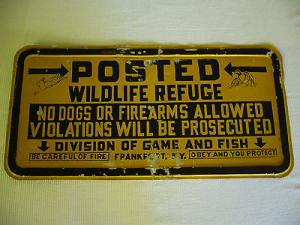 POSTED
WILDLIFE REFUGE
NO DOGS OR FIREARMS ALLOWED
VIOLATIONS WILL BE PROSECUTED
DIVISION OF GAME AND FISH
BE CAREFUL OF FIRE FRANKFORT, KY. OBEY AND YOU PROTECT